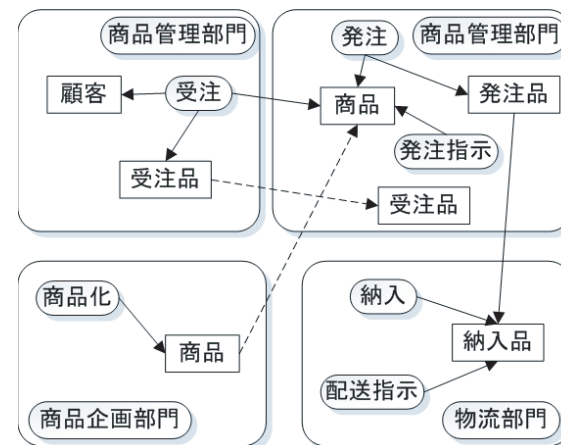 商品管理部門
顧客
受注
受注品
発注
商品管理部門
商品
発注品
発注指示
受注品
商品化
商品
商品企画部門
納入
納入品
配送指示
物流部門